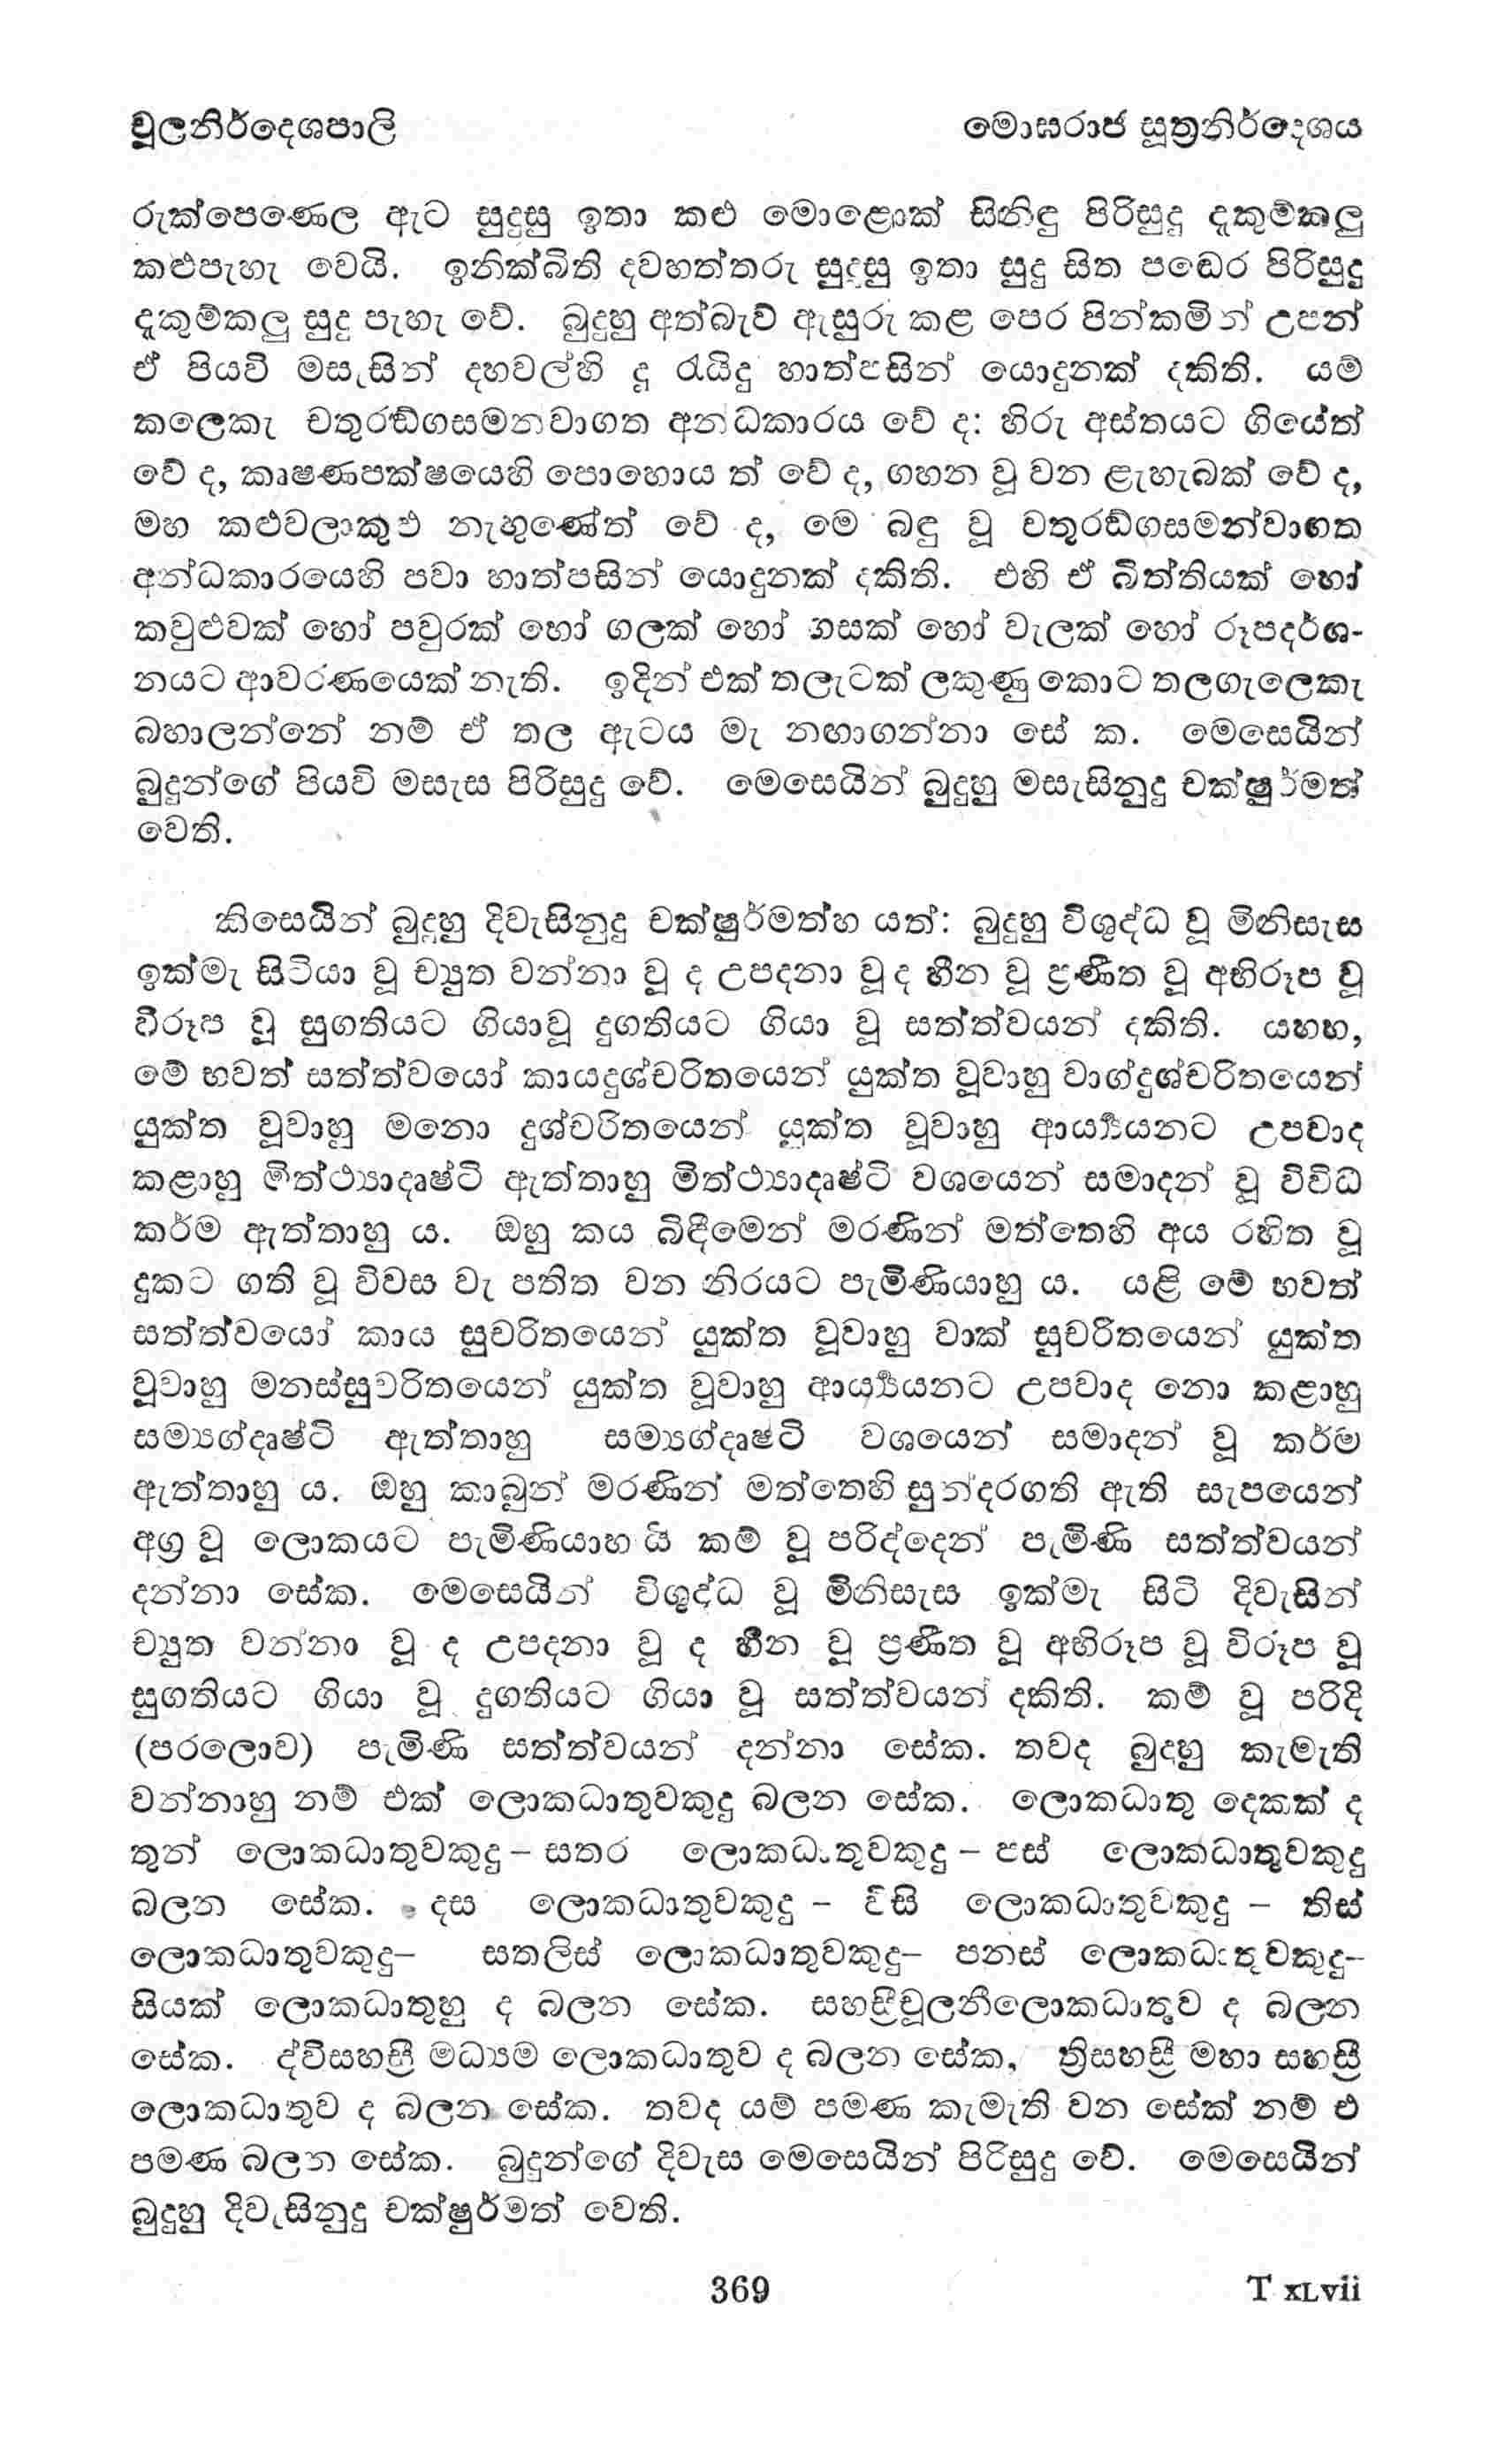 චූලනිර්දෙශපාලි
මොඝරාජ සූත්‍රනිර්දෙශය
රුක්පෙණෙල ඇට සුදුසු ඉතා කළු මොළොක් සිනිඳු පිරිසුදු දැකුම්කලු
කළුපැහැ වෙයි. ඉනික්බිති දවහත්තරු සුදුසු ඉතා සුදු සිත පඬෙර පිරිසුදු
දැකුම්කලු සුදු පැහැ වේ. බුදුහු අත්බැව් ඇසුරු කළ පෙර පින්කමින් උපන්
ඒ පියවි මසැසින් දහවල්හි දු රැයිදු හාත්පසින් යොදුනක් දකිති. යම්
කලෙකැ චතුරඞ්ගසමනවාගත අන්ධකාරය වේ ද: හිරු අස්තයට ගියේත්
වේ ද, කෘෂණපක්ෂයෙහි පොහොය ත් වේ ද, ගහන වූ වන ළැහැබක් වේ ද,
මහ කළුවලාකුළු නැහුණේත් වේ ද, මෙ බඳු වූ චතුරඞ්ගසමන්වාගත
අන්ධකාරයෙහි පවා හාත්පසින් යොදුනක් දකිති. එහි ඒ බිත්තියක් හෝ
කවුළුවක් හෝ පවුරක් හෝ ගලක් හෝ ගසක් හෝ වැලක් හෝ රූපදර්ශ-
නයට ආවරණයෙක් නැති. ඉදින් එක් තලැටක් ලකුණු කොට තලගැලෙකැ
බහාලන්නේ නම් ඒ තල ඇටය මැ නඟාගන්නා සේ ක. මෙසෙයින්
බුදුන්ගේ පියවි මසැස පිරිසුදු වේ. මෙසෙයින් බුදුහු මසැසිනුදු චක්ෂුර්මත්
වෙති.
කිසෙයින් බුදුහු දිවැසිනුදු චක්ෂුර්මත්හ යත්: බුදුහු විශුද්ධ වූ මිනිසැස
ඉක්මැ සිටියා වූ ච්‍යුත වන්නා වූ ද උපදනා වූ ද හීන වූ ප්‍රණීත වූ අභිරූප වූ
විරූප වූ සුගතියට ගියාවූ දුගතියට ගියා වූ සත්ත්වයන් දකිති. යහහ,
මේ භවත් සත්ත්වයෝ කායදුශ්චරිතයෙන් යුක්ත වූවාහු වාග්දුශ්චරිතයෙන්
යුක්ත වූවාහු මනො දුශ්චරිතයෙන් යුක්ත වූවාහු ආර්‍ය්‍යයනට උපවාද
කළාහු මිත්ථ්‍යාදෘෂ්ටි ඇත්තාහු මිත්ථ්‍යාදෘෂ්ටි වශයෙන් සමාදන් වූ විවිධ
කර්ම ඇත්තාහු ය. ඔහු කය බිඳීමෙන් මරණින් මත්තෙහි අය රහිත වූ
දුකට ගති වූ විවස වැ පතිත වන නිරයට පැමිණියාහු ය. යළි මේ භවත්
සත්ත්වයෝ කාය සුචරිතයෙන් යුක්ත වූවාහු වාක් සුචරිතයෙන් යුක්ත
වූවාහු මනස්සුචරිතයෙන් යුක්ත වූවාහු ආර්‍ය්‍යයනට උපවාද නො කළාහු
සම්‍යග්දෘෂ්ටි ඇත්තාහු සම්‍යග්දෘෂ්ටි වශයෙන් සමාදන් වූ කර්ම
ඇත්තාහු ය. ඔහු කාබුන් මරණින් මත්තෙහි සුන්දරගති ඇති සැපයෙන්
අග්‍ර වූ ලොකයට පැමිණියාහ යි කම් වූ පරිද්දෙන් පැමිණි සත්ත්වයන්
දන්නා සේක. මෙසෙයින් විශුද්ධ වූ මිනිසැස ඉක්මැ සිටි දිවැසින්
ච්‍යුත වන්නා වූ ද උපදනා වූ ද හීන වූ ප්‍රණීත වූ අභිරූප වූ විරූප වූ
සුගතියට ගියා වූ දුගතියට ගියා වූ සත්ත්වයන් දකිති. කම් වූ පරිදි
(පරලොව) පැමිණි සත්ත්වයන් දන්නා සේක. තවද බුදහු කැමැති
වන්නාහු නම් එක් ලොකධාතුවකුදු බලන සේක. ලොකධාතු දෙකක් ද
තුන් ලොකධාතුවකුදු – සතර ලොකධාතුවකුදු – පස් ලොකධාතුවකුදු
බලන සේක. දස ලොකධාතුවකුදු – විසි ලොකධාතුවකුදු – තිස්
ලොකධාතුවකුදු– සතලිස් ලොකධාතුවකුදු– පනස් ලොකධාතුවකුදු–
සියක් ලොකධාතුහු ද බලන සේක. සහස්‍රීචූලනීලොකධාතුව ද බලන
සේක. ද්විසහස්‍රී මධ්‍යම ලොකධාතුව ද බලන සේක, ත්‍රිසහස්‍රී මහා සහස්‍රී
ලොකධාතුව ද බලන සේක. තවද යම් පමණ කැමැති වන සේක් නම් එ
පමණ බලන සේක. බුදුන්ගේ දිවැස මෙසෙයින් පිරිසුදු වේ. මෙසෙයින්
බුදුහු දිවැසිනුදු චක්ෂුර්මත් වෙති.
369
T xLvii